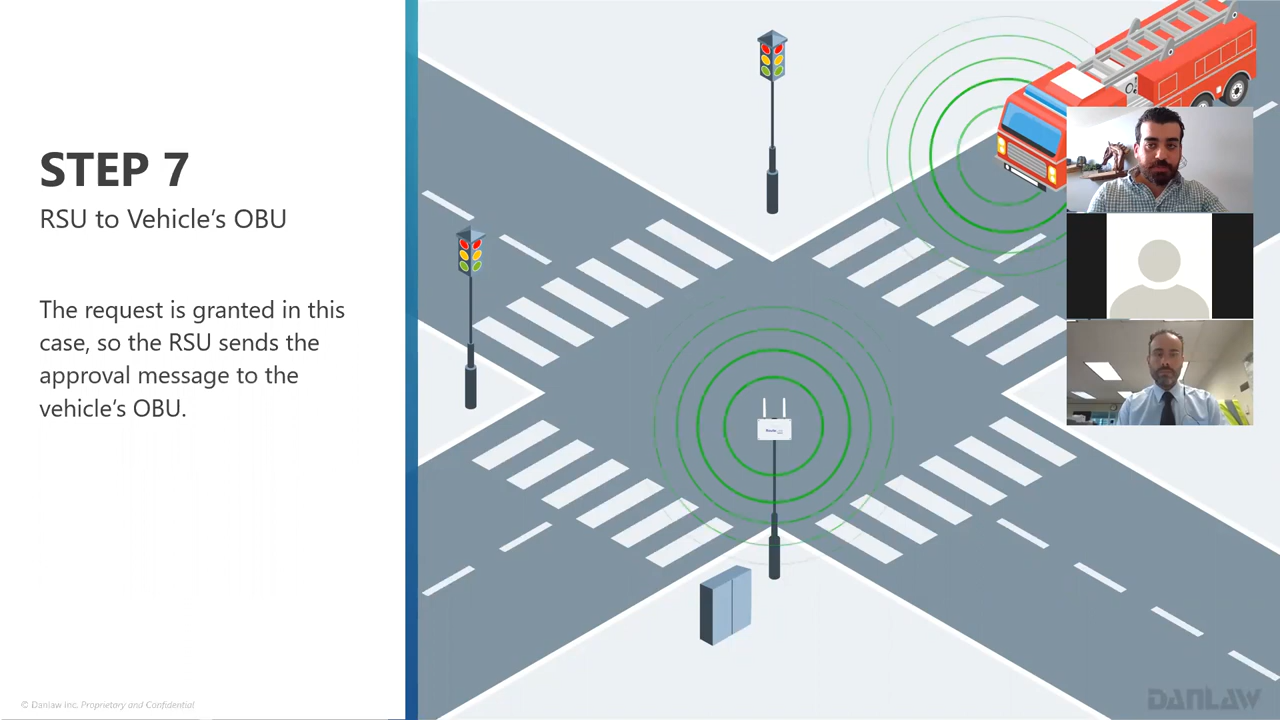 STEP 7
RSU to Vehicle's OBU
The request is granted in this
case, so the RSU sends the
approval message to the
vehicle's OBU.
© Danlaw Inc. Proprietary and Confidential
DANLAW